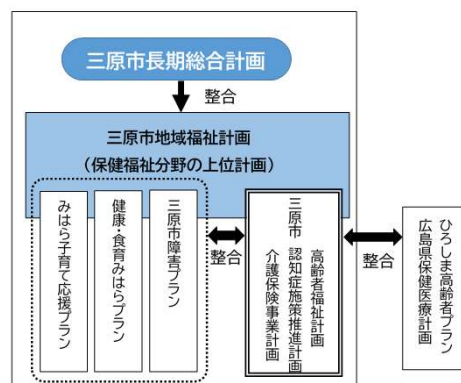 三原市長期総合計画
整合
三原市地域福祉計画
（保健福祉分野の上位計画）
みはら子育て応援プラン
健康・食育みはらプラン
三原市障害プラン
整合
三原市
高齢者福祉計画
認知症施策推進計画
介護保険事業計画
整合
ひろしま高齢者プラン
広島県保健医療計画